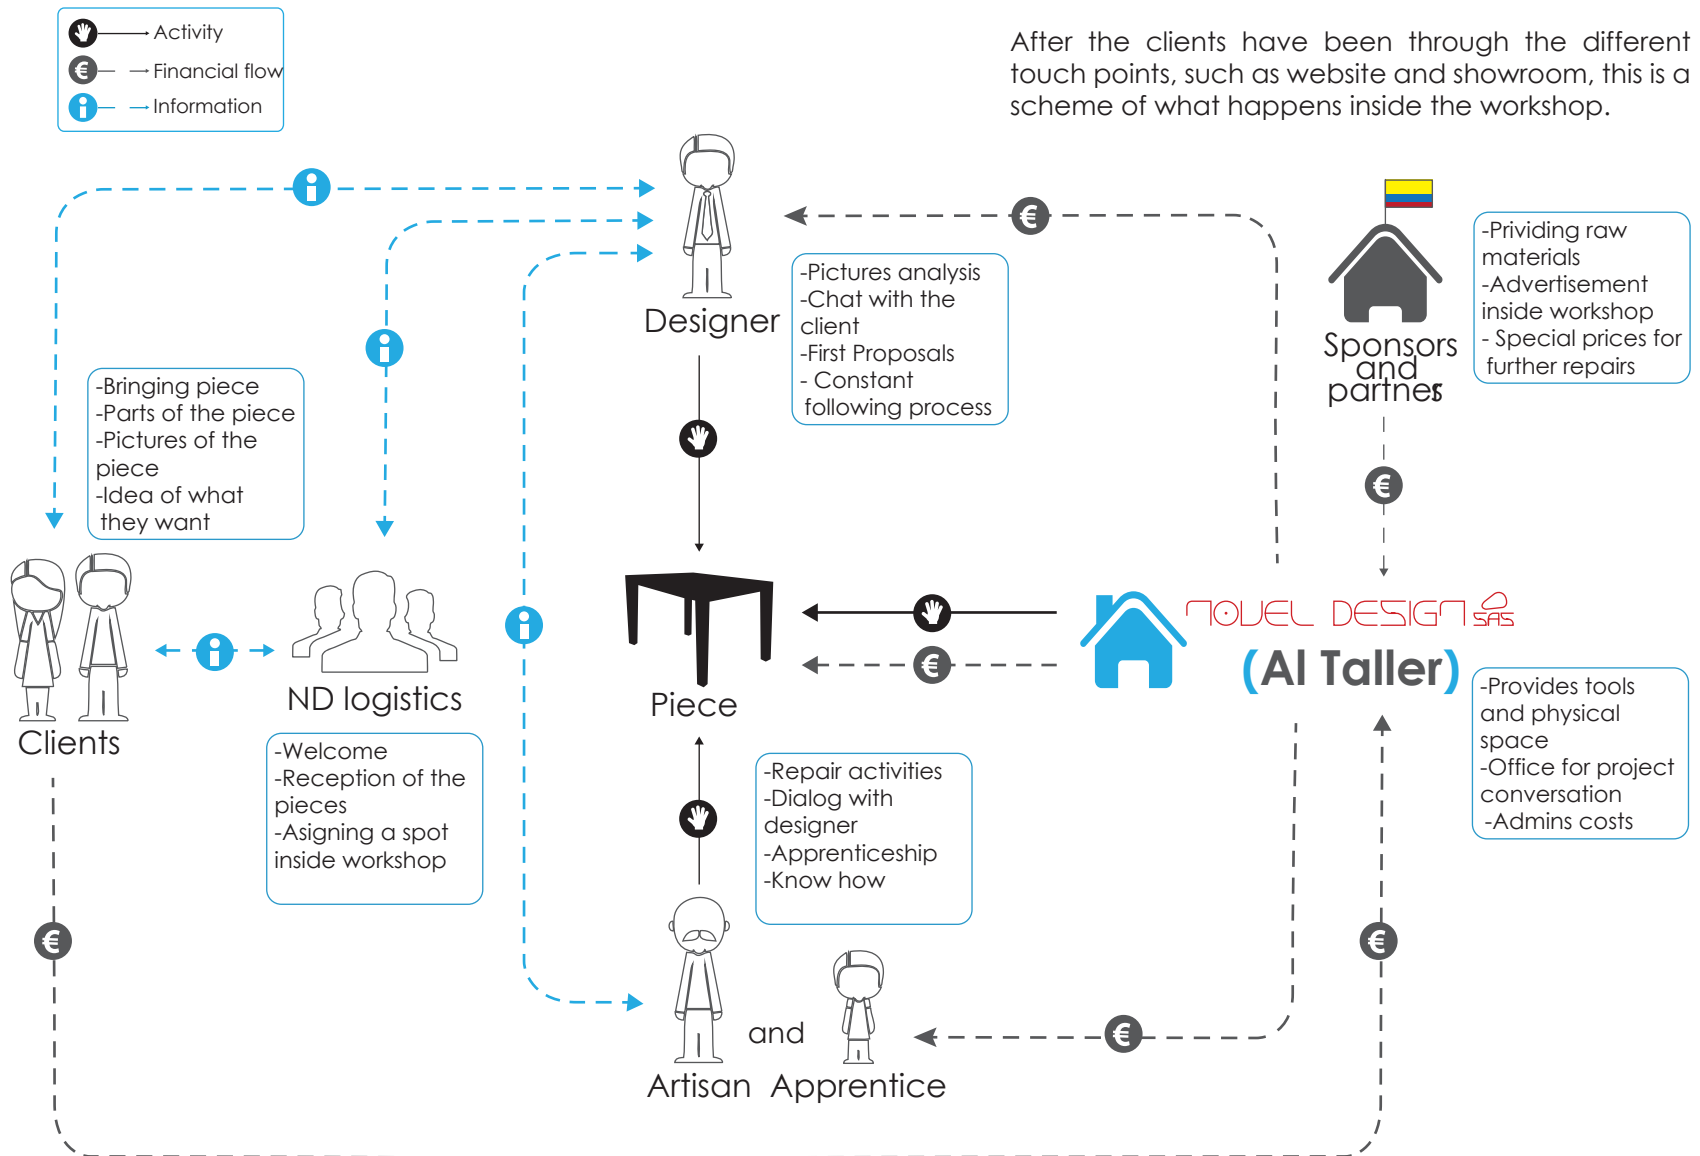 Activity
Financial flow
Information
After the clients have been through the different
touch points, such as website and showroom, this is a
scheme of what happens inside the workshop.
Designer
-Pictures analysis
-Chat with the
client
-First Proposals
- Constant
following process
Sponsors
and
partners
-Prividing raw
materials
-Advertisement
inside workshop
- Special prices for
further repairs
-Bringing piece
-Parts of the piece
-Pictures of the
piece
-Idea of what
they want
Clients
ND logistics
-Welcome
-Reception of the
pieces
-Asigning a spot
inside workshop
Piece
NOVEL DESIGN SAS
(Al Taller)
-Provides tools
and physical
space
-Office for project
conversation
-Admins costs
-Repair activities
-Dialog with
designer
-Apprenticeship
-Know how
and
Artisan Apprentice